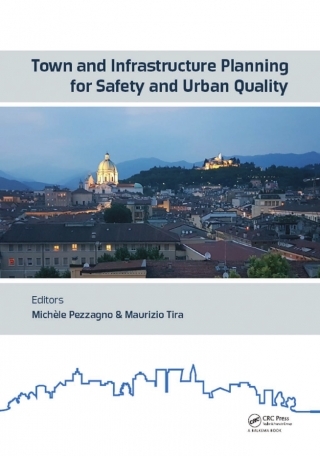 Town and Infrastructure Planning
for Safety and Urban Quality
Editors
Michèle Pezzagno & Maurizio Tira
CRC Press
Taylor & Francis Group
A BALKEMA BOOK